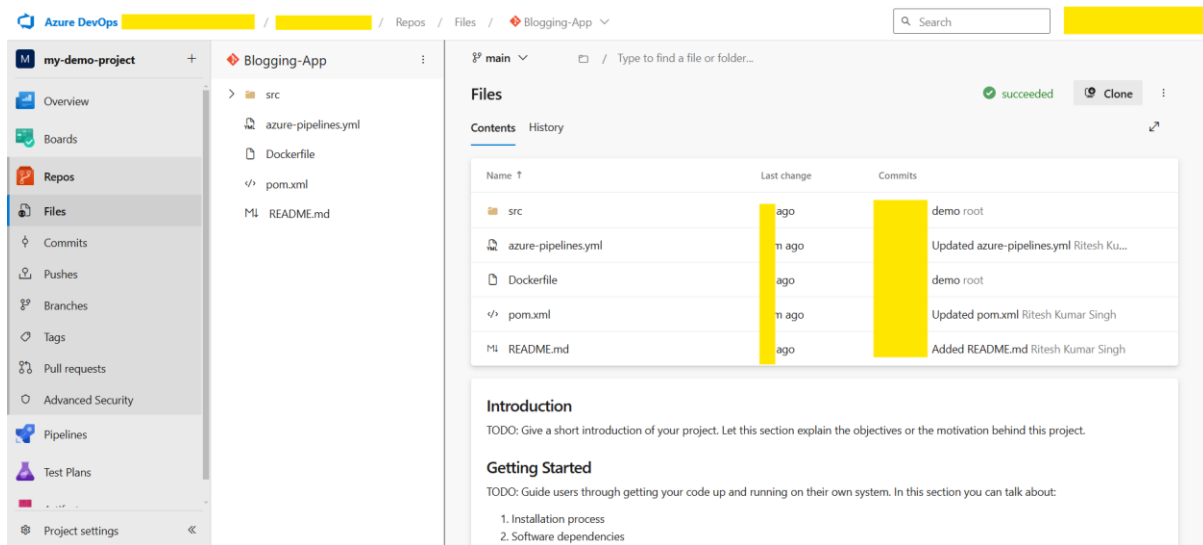 Azure DevOps / / Repos / Files / Blogging-App Search
M my-demo-project +
Overview
Boards
Repos
Files
Commits
Pushes
Branches
Tags
Pull requests
Advanced Security
Pipelines
Test Plans
Project settings
Blogging-App
src
azure-pipelines.yml
Dockerfile
pom.xml
README.md
main / Type to find a file or folder...
Files succeeded Clone
Contents History
Name ↑ Last change Commits
src ago demo root
azure-pipelines.yml m ago Updated azure-pipelines.yml Ritesh Ku...
Dockerfile ago demo root
pom.xml m ago Updated pom.xml Ritesh Kumar Singh
README.md ago Added README.md Ritesh Kumar Singh
Introduction
TODO: Give a short introduction of your project. Let this section explain the objectives or the motivation behind this project.
Getting Started
TODO: Guide users through getting your code up and running on their own system. In this section you can talk about:
1. Installation process
2. Software dependencies